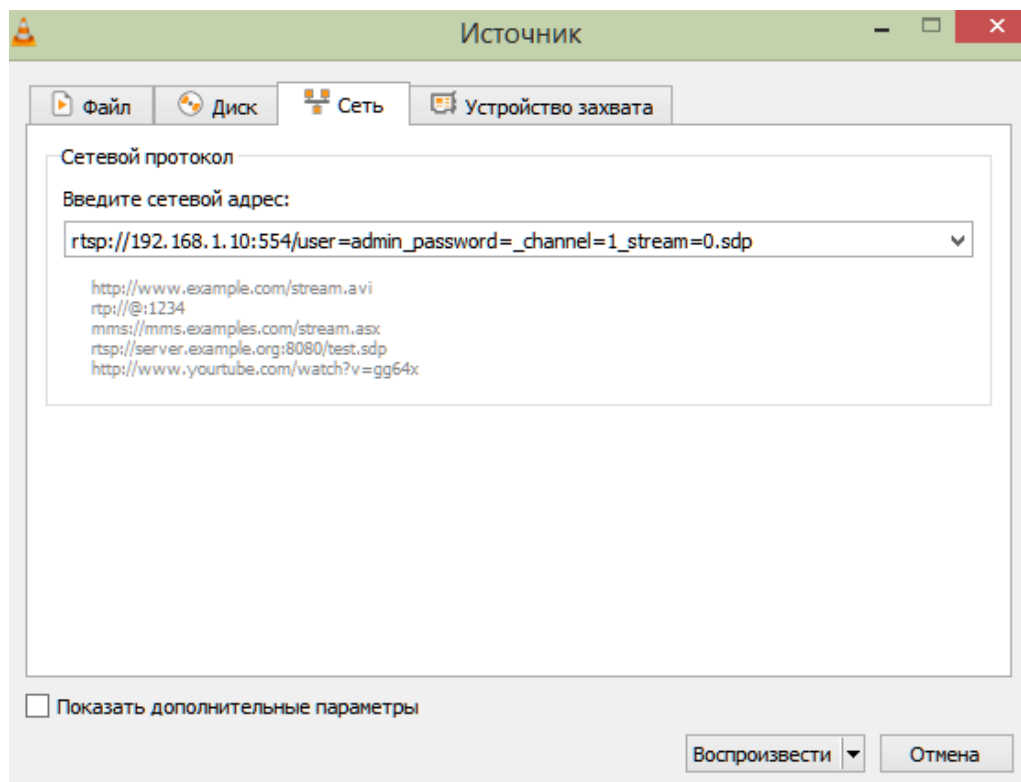 Источник
Файл Диск Сеть Устройство захвата
Сетевой протокол
Введите сетевой адрес:
rtsp://192.168.1.10:554/user=admin_password=_channel=1_stream=0.sdp
http://www.example.com/stream.avi
rtp://@:1234
mms://mms.examples.com/stream.asx
rtsp://server.example.org:8080/test.sdp
http://www.yourtube.com/watch?v=gg64x
Показать дополнительные параметры
Воспроизвести Отмена